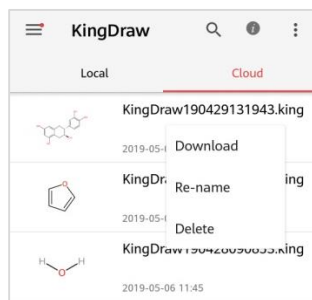 KingDraw
Local
Cloud
KingDraw190429131943.king
2019-05-
Download
KingDr
ing
Re-name
2019-05-
Delete
.king
2019-05-06 11:45
H
H
O